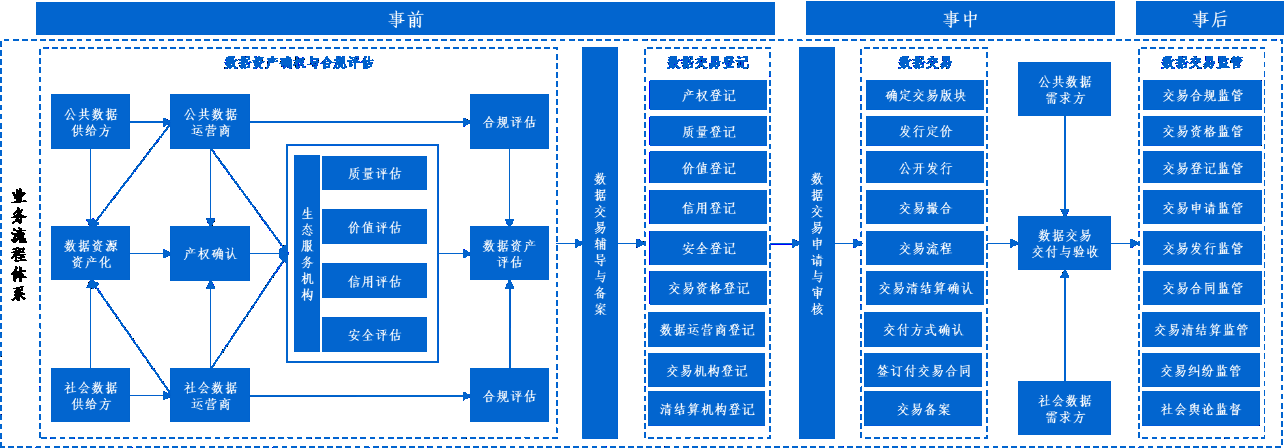 事前
事中
事后
业务流程体系
数据资产确权与合规评估
公共数据
供给方
公共数据
运营商
合规评估
数据资源
资产化
产权确认
生态服务机构
质量评估
价值评估
信用评估
安全评估
数据资产
评估
社会数据
供给方
社会数据
运营商
合规评估
数据交易辅导与备案
数据交易登记
产权登记
质量登记
价值登记
信用登记
安全登记
交易资格登记
数据运营商登记
交易机构登记
清结算机构登记
数据交易申请与审核
数据交易
确定交易版块
发行定价
公开发行
交易撮合
交易流程
交易清结算确认
交付方式确认
签订付交易合同
交易备案
公共数据
需求方
数据交易
交付与验收
社会数据
需求方
数据交易监管
交易合规监管
交易资格监管
交易登记监管
交易申请监管
交易发行监管
交易合同监管
交易清结算监管
交易纠纷监管
社会舆论监督